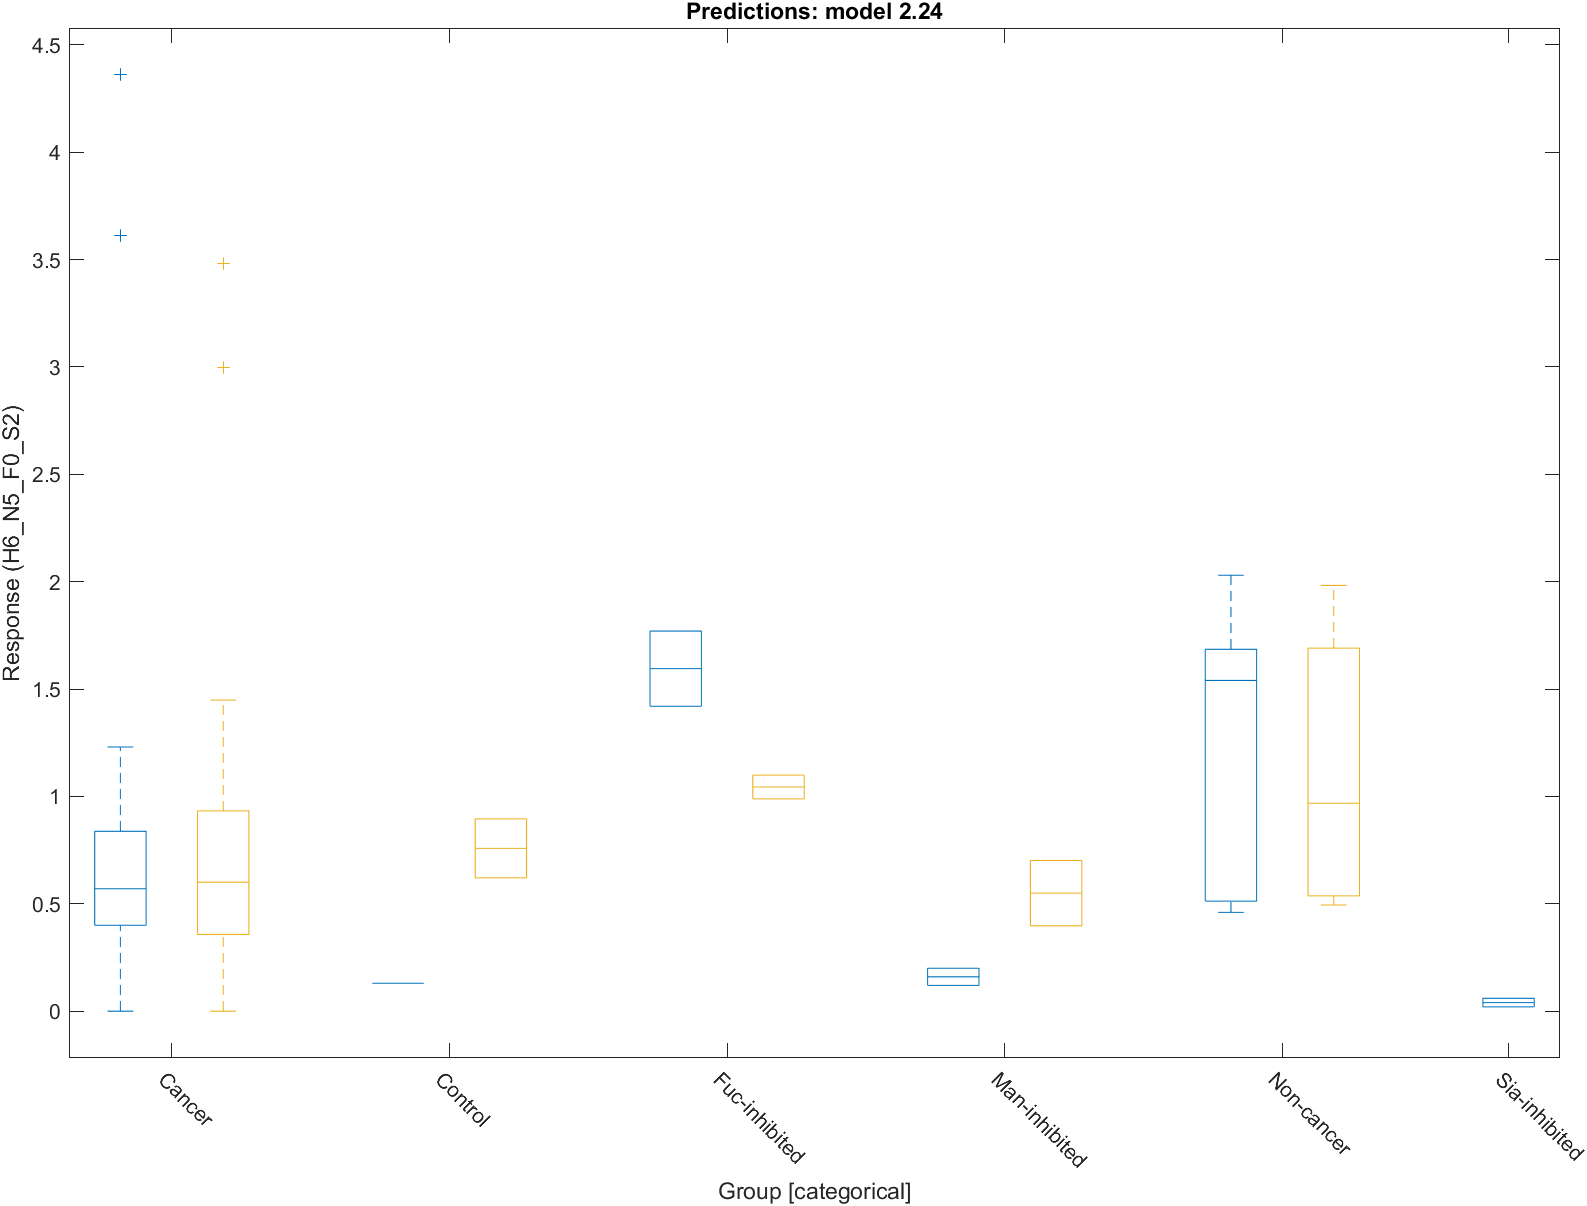 Predictions: model 2.24
4.5
4
3.5
3
2.5
2
1.5
1
0.5
0
Response (H6_N5_F0_S2)
Cancer
Control
Fuc-inhibited
Man-inhibited
Non-cancer
Sia-inhibited
Group [categorical]